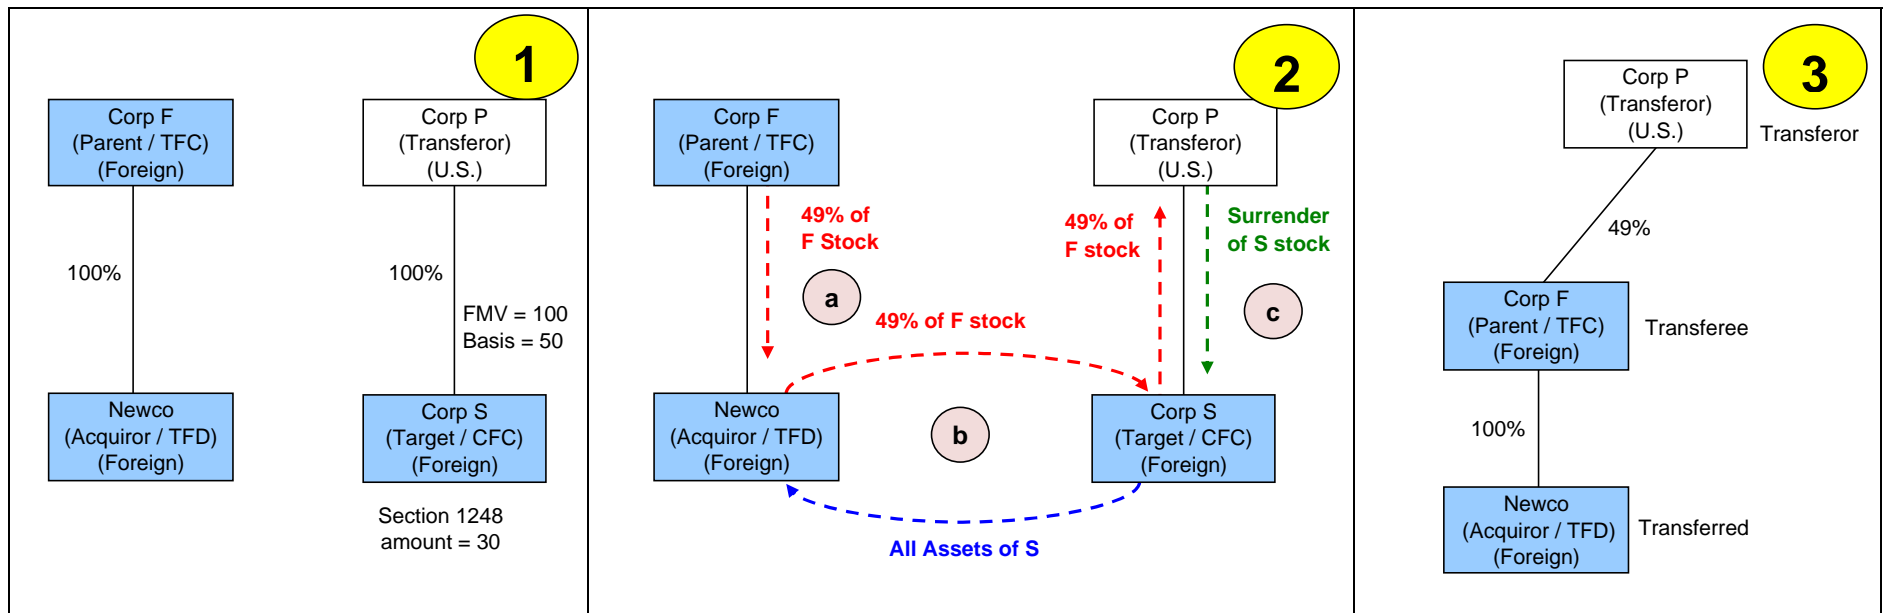 1
Corp F
(Parent / TFC)
(Foreign)
Corp P
(Transferor)
(U.S.)
100%
100%
FMV = 100
Basis = 50
Newco
(Acquiror / TFD)
(Foreign)
Corp S
(Target / CFC)
(Foreign)
Section 1248
amount = 30
2
Corp F
(Parent / TFC)
(Foreign)
Corp P
(Transferor)
(U.S.)
49% of
F Stock
49% of
F stock
Surrender
of S stock
a
c
49% of F stock
Newco
(Acquiror / TFD)
(Foreign)
b
Corp S
(Target / CFC)
(Foreign)
All Assets of S
3
Corp P
(Transferor)
(U.S.)
Transferor
49%
Corp F
(Parent / TFC)
(Foreign)
Transferee
100%
Newco
(Acquiror / TFD)
(Foreign)
Transferred